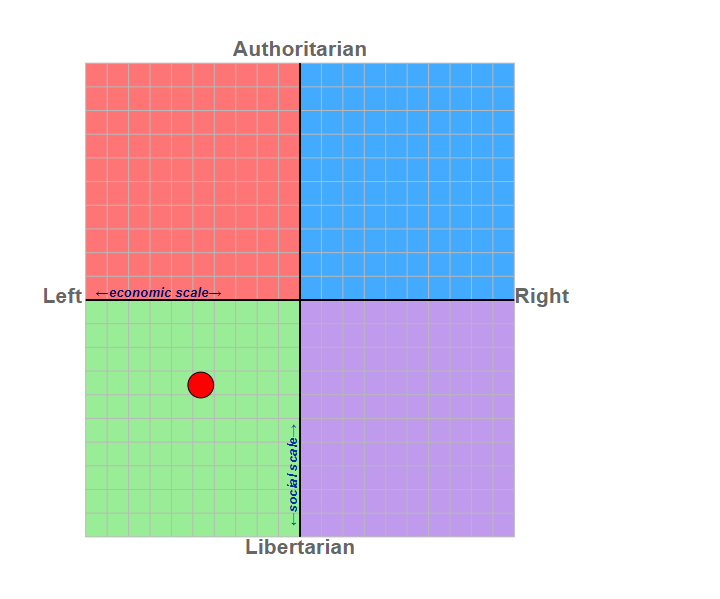 Authoritarian
←economic scale→
Left
Right
←social scale→
Libertarian